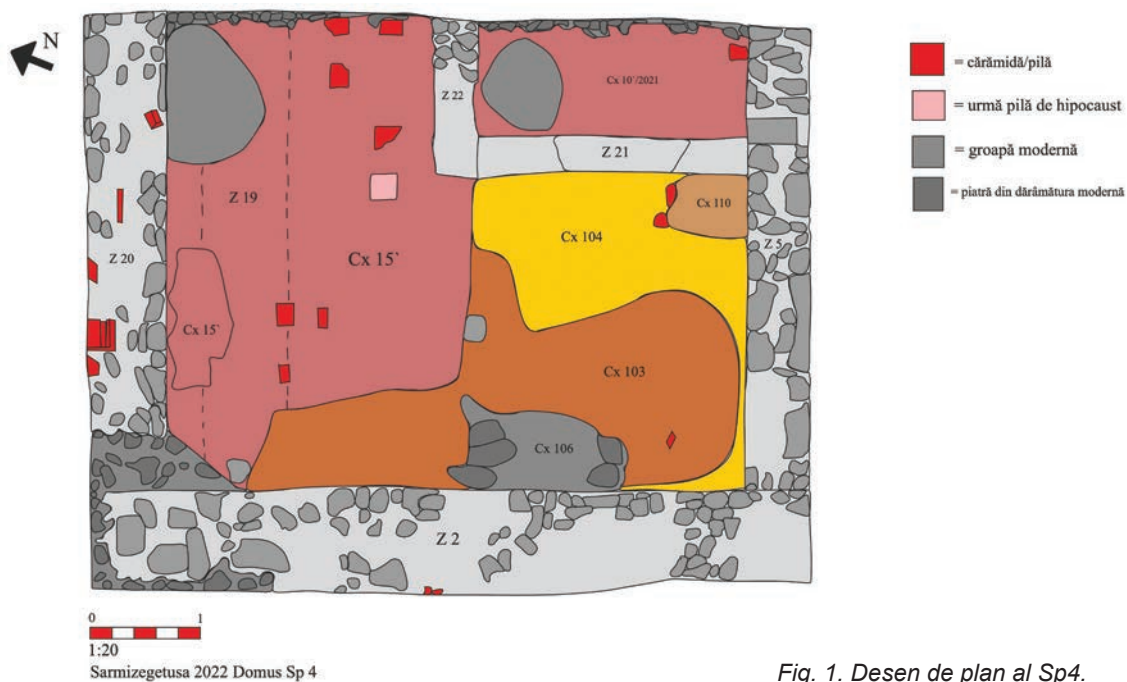 N
Z 22
Cx 10`/2021
Z 21
Z 19
Cx 110
Cx 104
Z 5
Z 20
Cx 15`
Cx 15`
Cx 103
Cx 106
Z 2
= cărămidă/pilă
= urmă pilă de hipocaust
= groapă modernă
= piatră din dărâmătura modernă
0 1
1:20
Sarmizegetusa 2022 Domus Sp 4
Fig. 1. Desen de plan al Sp4.